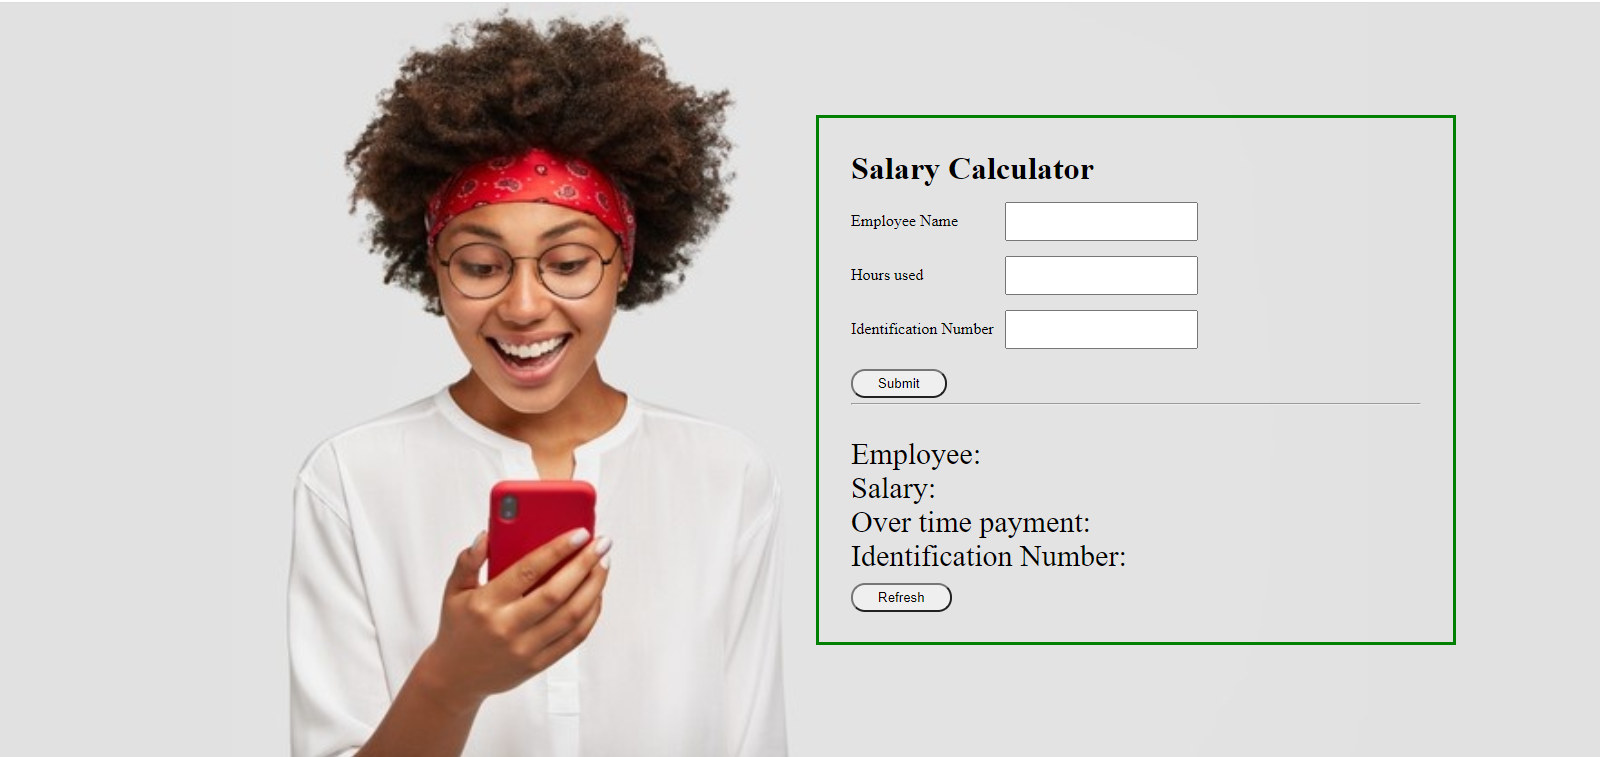 Salary Calculator
Employee Name
Hours used
Identification Number
Submit
Employee:
Salary:
Over time payment:
Identification Number:
Refresh